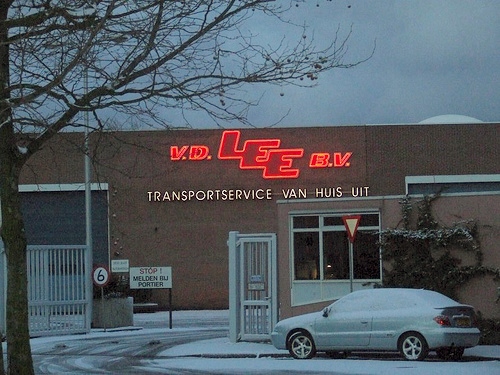 V.D. LEE B.V.
TRANSPORTSERVICE VAN HUIS UIT
6
STOP!
MELDEN BIJ
PORTIER